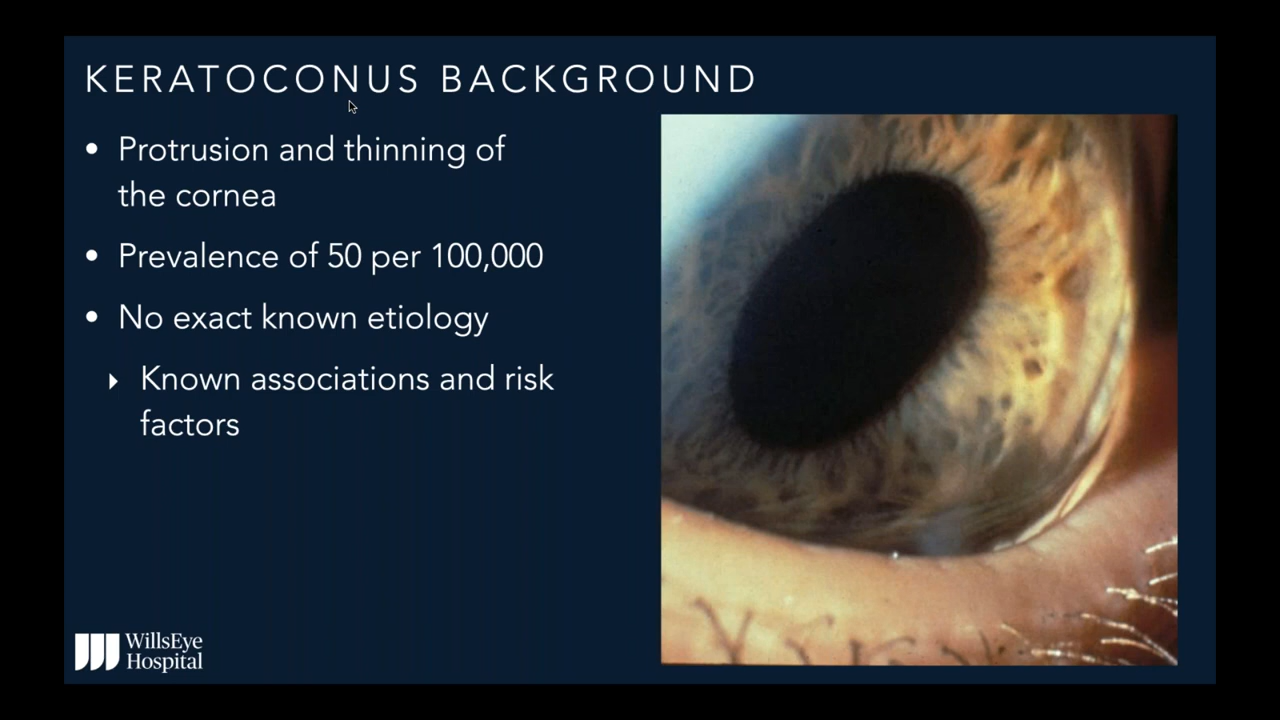 KERATOCONUS BACKGROUND
• Protrusion and thinning of
the cornea
• Prevalence of 50 per 100,000
• No exact known etiology
‣ Known associations and risk
factors
WillsEye
Hospital